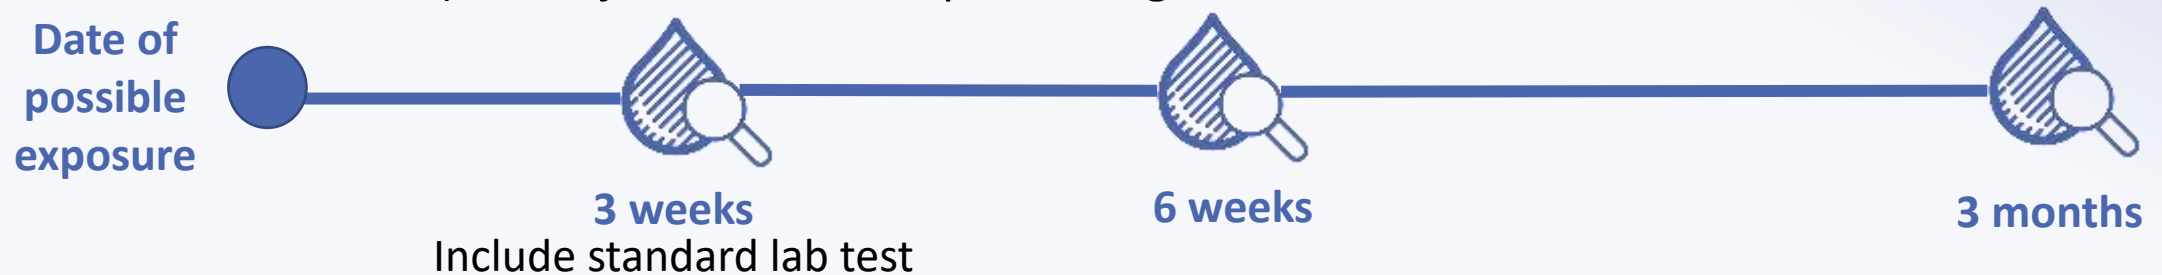 Date of
possible
exposure
3 weeks
6 weeks
3 months
Include standard lab test